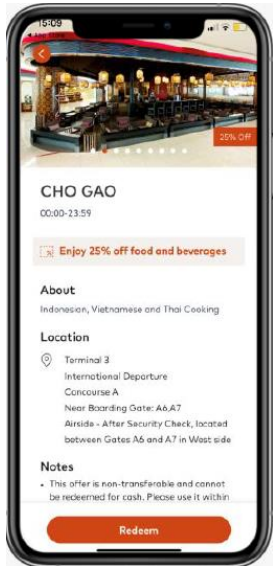 15:09
App Store
25% Off
CHO GAO
00:00-23:59
Enjoy 25% off food and beverages
About
Indonesian, Vietnamese and Thai Cooking
Location
Terminal 3
International Departure
Concourse A
Near Boarding Gate: A6,A7
Airside - After Security Check, located
between Gates A6 and A7 in West side
Notes
• This offer is non-transferable and cannot
be redeemed for cash. Please use it within
Redeem